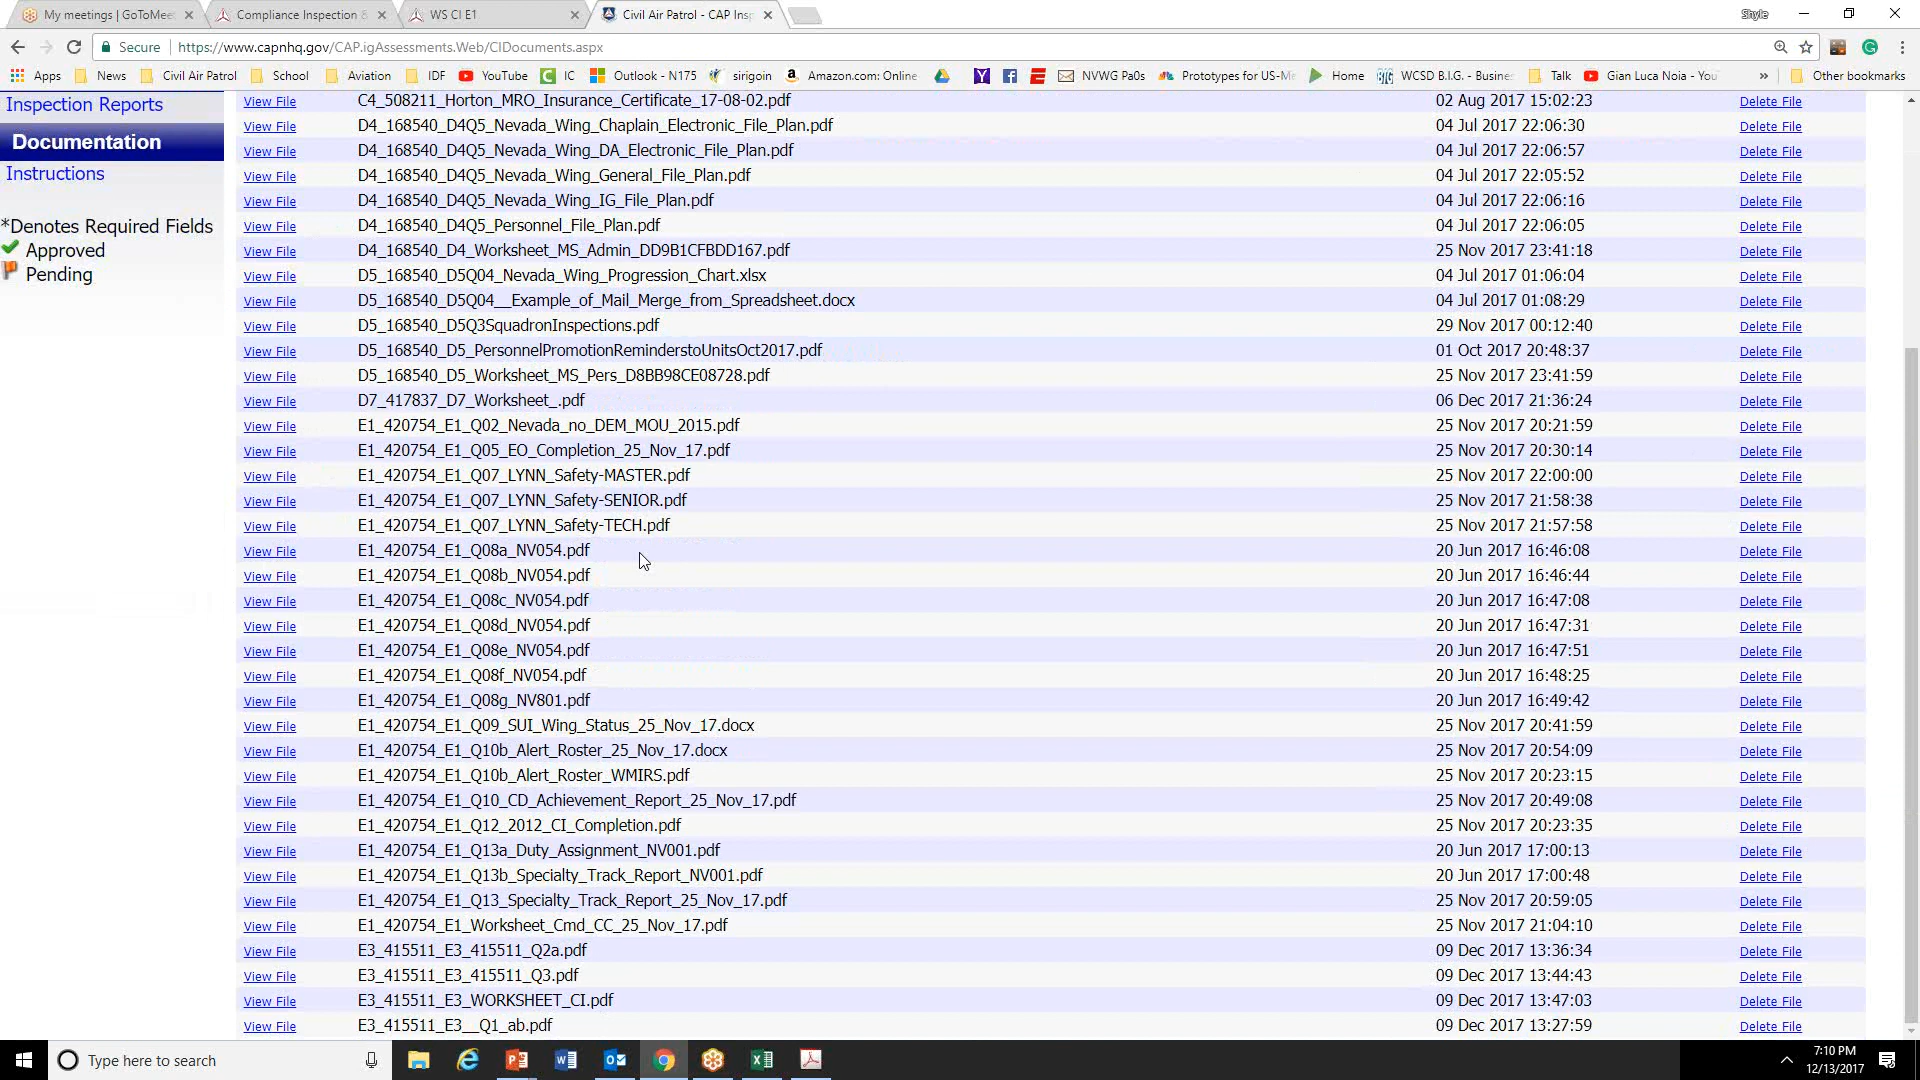 My meetings | GoToMee
Compliance Inspection &
WS CI E1
Civil Air Patrol - CAP Insp
Shyle
Secure
https://www.capnhq.gov/CAP.igAssessments.Web/CIDocuments.aspx
Apps News Civil Air Patrol School Aviation IDF YouTube IC Outlook - N175 sirigoin Amazon.com: Online NVWG Pa0s Prototypes for US-M Home WCSD B.I.G. - Busine Talk Gian Luca Noia - You » Other bookmarks
Inspection Reports
Documentation
Instructions
*Denotes Required Fields
Approved
Pending
View File C4_508211_Horton_MRO_Insurance_Certificate_17-08-02.pdf 02 Aug 2017 15:02:23 Delete File
View File D4_168540_D4Q5_Nevada_Wing_Chaplain_Electronic_File_Plan.pdf 04 Jul 2017 22:06:30 Delete File
View File D4_168540_D4Q5_Nevada_Wing_DA_Electronic_File_Plan.pdf 04 Jul 2017 22:06:57 Delete File
View File D4_168540_D4Q5_Nevada_Wing_General_File_Plan.pdf 04 Jul 2017 22:05:52 Delete File
View File D4_168540_D4Q5_Nevada_Wing_IG_File_Plan.pdf 04 Jul 2017 22:06:16 Delete File
View File D4_168540_D4Q5_Personnel_File_Plan.pdf 04 Jul 2017 22:06:05 Delete File
View File D4_168540_D4_Worksheet_MS_Admin_DD9B1CFBDD167.pdf 25 Nov 2017 23:41:18 Delete File
View File D5_168540_D5Q04_Nevada_Wing_Progression_Chart.xlsx 04 Jul 2017 01:06:04 Delete File
View File D5_168540_D5Q04__Example_of_Mail_Merge_from_Spreadsheet.docx 04 Jul 2017 01:08:29 Delete File
View File D5_168540_D5Q3SquadronInspections.pdf 29 Nov 2017 00:12:40 Delete File
View File D5_168540_D5_PersonnelPromotionReminderstoUnitsOct2017.pdf 01 Oct 2017 20:48:37 Delete File
View File D5_168540_D5_Worksheet_MS_Pers_D8BB98CE08728.pdf 25 Nov 2017 23:41:59 Delete File
View File D7_417837_D7_Worksheet_.pdf 06 Dec 2017 21:36:24 Delete File
View File E1_420754_E1_Q02_Nevada_no_DEM_MOU_2015.pdf 25 Nov 2017 20:21:59 Delete File
View File E1_420754_E1_Q05_EO_Completion_25_Nov_17.pdf 25 Nov 2017 20:30:14 Delete File
View File E1_420754_E1_Q07_LYNN_Safety-MASTER.pdf 25 Nov 2017 22:00:00 Delete File
View File E1_420754_E1_Q07_LYNN_Safety-SENIOR.pdf 25 Nov 2017 21:58:38 Delete File
View File E1_420754_E1_Q07_LYNN_Safety-TECH.pdf 25 Nov 2017 21:57:58 Delete File
View File E1_420754_E1_Q08a_NV054.pdf 20 Jun 2017 16:46:08 Delete File
View File E1_420754_E1_Q08b_NV054.pdf 20 Jun 2017 16:46:44 Delete File
View File E1_420754_E1_Q08c_NV054.pdf 20 Jun 2017 16:47:08 Delete File
View File E1_420754_E1_Q08d_NV054.pdf 20 Jun 2017 16:47:31 Delete File
View File E1_420754_E1_Q08e_NV054.pdf 20 Jun 2017 16:47:51 Delete File
View File E1_420754_E1_Q08f_NV054.pdf 20 Jun 2017 16:48:25 Delete File
View File E1_420754_E1_Q08g_NV801.pdf 20 Jun 2017 16:49:42 Delete File
View File E1_420754_E1_Q09_SUI_Wing_Status_25_Nov_17.docx 25 Nov 2017 20:41:59 Delete File
View File E1_420754_E1_Q10b_Alert_Roster_25_Nov_17.docx 25 Nov 2017 20:54:09 Delete File
View File E1_420754_E1_Q10b_Alert_Roster_WMIRS.pdf 25 Nov 2017 20:23:15 Delete File
View File E1_420754_E1_Q10_CD_Achievement_Report_25_Nov_17.pdf 25 Nov 2017 20:49:08 Delete File
View File E1_420754_E1_Q12_2012_CI_Completion.pdf 25 Nov 2017 20:23:35 Delete File
View File E1_420754_E1_Q13a_Duty_Assignment_NV001.pdf 20 Jun 2017 17:00:13 Delete File
View File E1_420754_E1_Q13b_Specialty_Track_Report_NV001.pdf 20 Jun 2017 17:00:48 Delete File
View File E1_420754_E1_Q13_Specialty_Track_Report_25_Nov_17.pdf 25 Nov 2017 20:59:05 Delete File
View File E1_420754_E1_Worksheet_Cmd_CC_25_Nov_17.pdf 25 Nov 2017 21:04:10 Delete File
View File E3_415511_E3_415511_Q2a.pdf 09 Dec 2017 13:36:34 Delete File
View File E3_415511_E3_415511_Q3.pdf 09 Dec 2017 13:44:43 Delete File
View File E3_415511_E3_WORKSHEET_CI.pdf 09 Dec 2017 13:47:03 Delete File
View File E3_415511_E3__Q1_ab.pdf 09 Dec 2017 13:27:59 Delete File
Type here to search
7:10 PM
12/13/2017